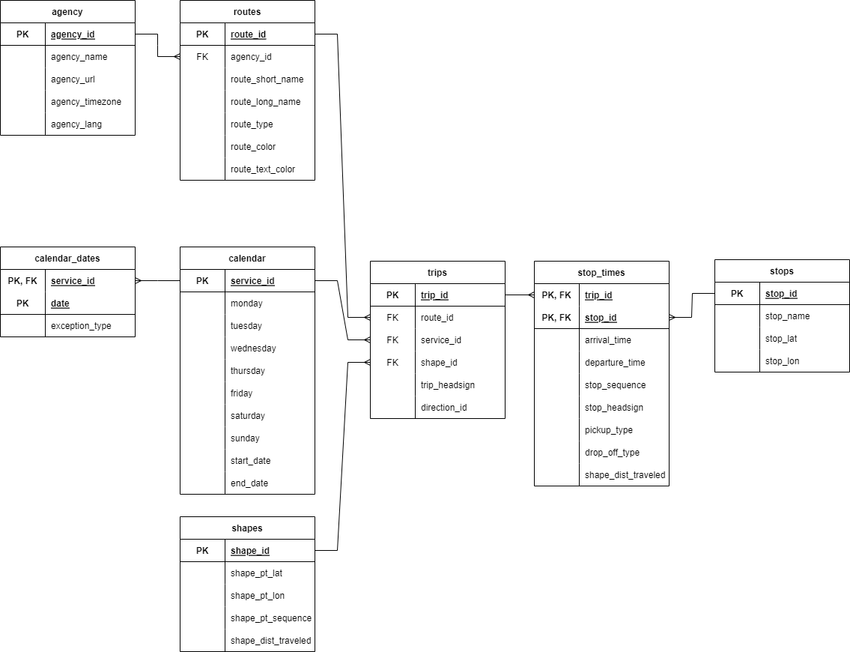 agency
PK agency_id
agency_name
agency_url
agency_timezone
agency_lang
routes
PK route_id
FK agency_id
route_short_name
route_long_name
route_type
route_color
route_text_color
calendar_dates
PK, FK service_id
PK date
exception_type
calendar
PK service_id
monday
tuesday
wednesday
thursday
friday
saturday
sunday
start_date
end_date
shapes
PK shape_id
shape_pt_lat
shape_pt_lon
shape_pt_sequence
shape_dist_traveled
trips
PK trip_id
FK route_id
FK service_id
FK shape_id
trip_headsign
direction_id
stop_times
PK, FK trip_id
PK, FK stop_id
arrival_time
departure_time
stop_sequence
stop_headsign
pickup_type
drop_off_type
shape_dist_traveled
stops
PK stop_id
stop_name
stop_lat
stop_lon